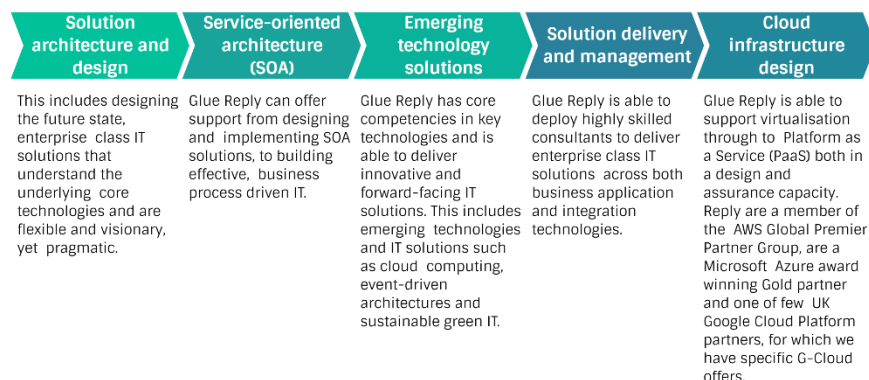 Solution
architecture and
design
Service-oriented
architecture
(SOA)
Emerging
technology
solutions
Solution delivery
and management
Cloud
infrastructure
design
This includes designing
the future state,
enterprise class IT
solutions that
understand the
underlying core
technologies and are
flexible and visionary,
yet pragmatic.
Glue Reply can offer
support from designing
and implementing SOA
solutions, to building
effective, business
process driven IT.
Glue Reply has core
competencies in key
technologies and is
able to deliver
innovative and
forward-facing IT
solutions. This includes
emerging technologies
and IT solutions such
as cloud computing,
event-driven
architectures and
sustainable green IT.
Glue Reply is able to
deploy highly skilled
consultants to deliver
enterprise class IT
solutions across both
business application
and integration
technologies.
Glue Reply is able to
support virtualisation
through to Platform as
a Service (PaaS) both in
a design and
assurance capacity.
Reply are a member of
the AWS Global Premier
Partner Group, are a
Microsoft Azure award
winning Gold partner
and one of few UK
Google Cloud Platform
partners, for which we
have specific G-Cloud
offers.